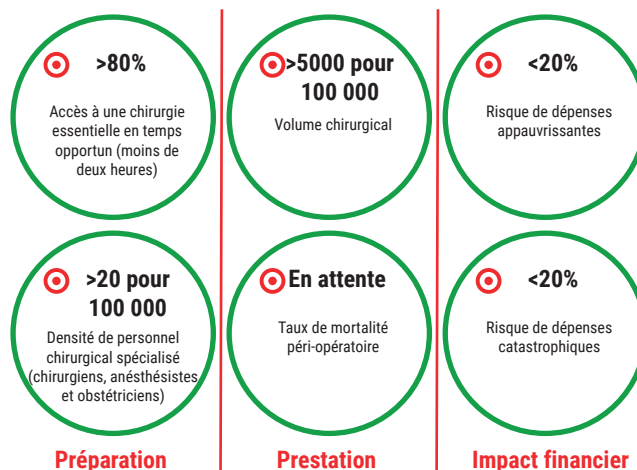 >80%
Accès à une chirurgie
essentielle en temps
opportun (moins de
deux heures)
>5000 pour
100 000
Volume chirurgical
<20%
Risque de dépenses
appauvrissantes
>20 pour
100 000
Densité de personnel
chirurgical spécialisé
(chirurgiens, anésthésistes
et obstétriciens)
En attente
Taux de mortalité
péri-opératoire
<20%
Risque de dépenses
catastrophiques
Préparation
Prestation
Impact financier